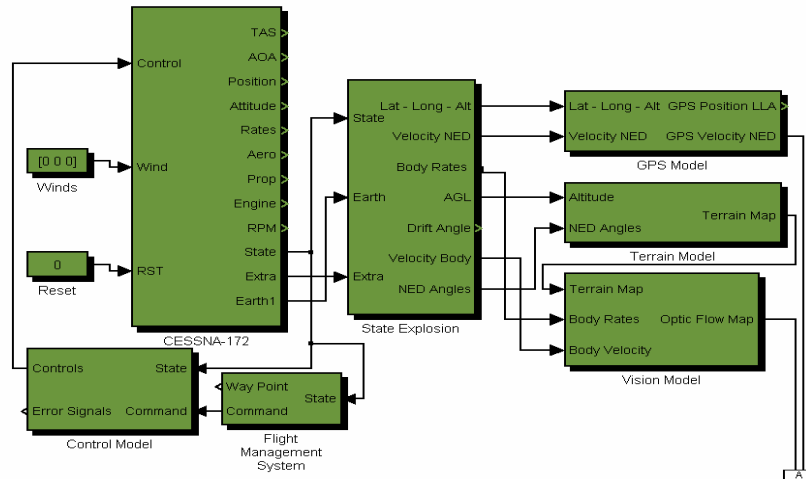 TAS
AOA
Position
Attitude
Rates
Aero
Prop
Engine
RPM
State
Extra
Earth1
Control
Wind
RST
CESSNA-172
[0 0 0]
Winds
0
Reset
State
Earth
Extra
Lat - Long - Alt
Velocity NED
Body Rates
AGL
Drift Angle
Velocity Body
NED Angles
State Explosion
Lat - Long - Alt
GPS Position LLA
Velocity NED
GPS Velocity NED
GPS Model
Altitude
Terrain Map
NED Angles
Terrain Model
Terrain Map
Body Rates
Optic Flow Map
Body Velocity
Vision Model
Controls
State
Error Signals
Command
Control Model
Way Point
State
Command
Flight
Management
System
A